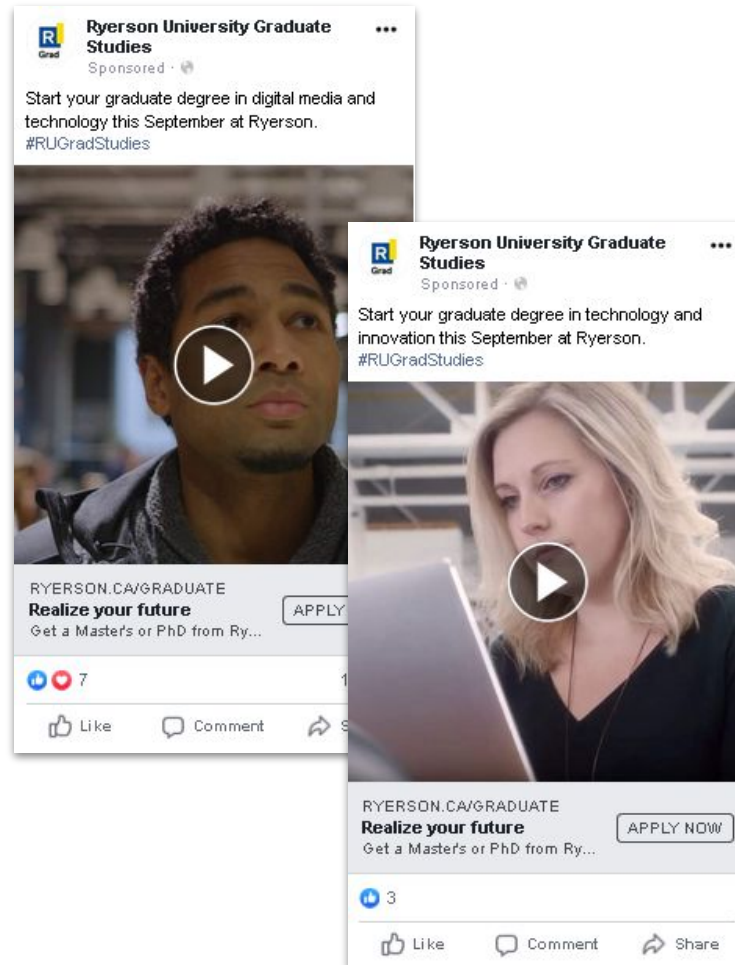 R
Grad
Ryerson University Graduate
Studies
Sponsored ·
Start your graduate degree in digital media and
technology this September at Ryerson.
#RUGradStudies
RYERSON.CA/GRADUATE
Realize your future
Get a Master's or PhD from Ry...
APPLY
7
1
Like
Comment
S
R
Grad
Ryerson University Graduate
Studies
Sponsored ·
Start your graduate degree in technology and
innovation this September at Ryerson.
#RUGradStudies
RYERSON.CA/GRADUATE
Realize your future
Get a Master's or PhD from Ry...
APPLY NOW
3
Like
Comment
Share